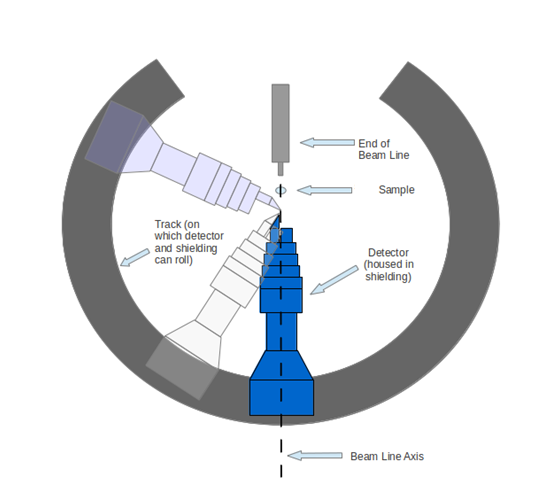 End of
Beam Line
Sample
Track (on
which detector
and shielding
can roll)
Detector
(housed in
shielding)
Beam Line Axis